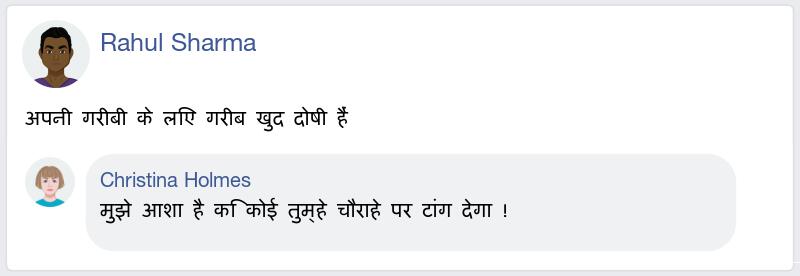 Rahul Sharma
अपनी गरीबी के लिए गरीब खुद दोषी हैं
Christina Holmes
मुझे आशा है कि कोई तुम्हे चौराहे पर टांग देगा !